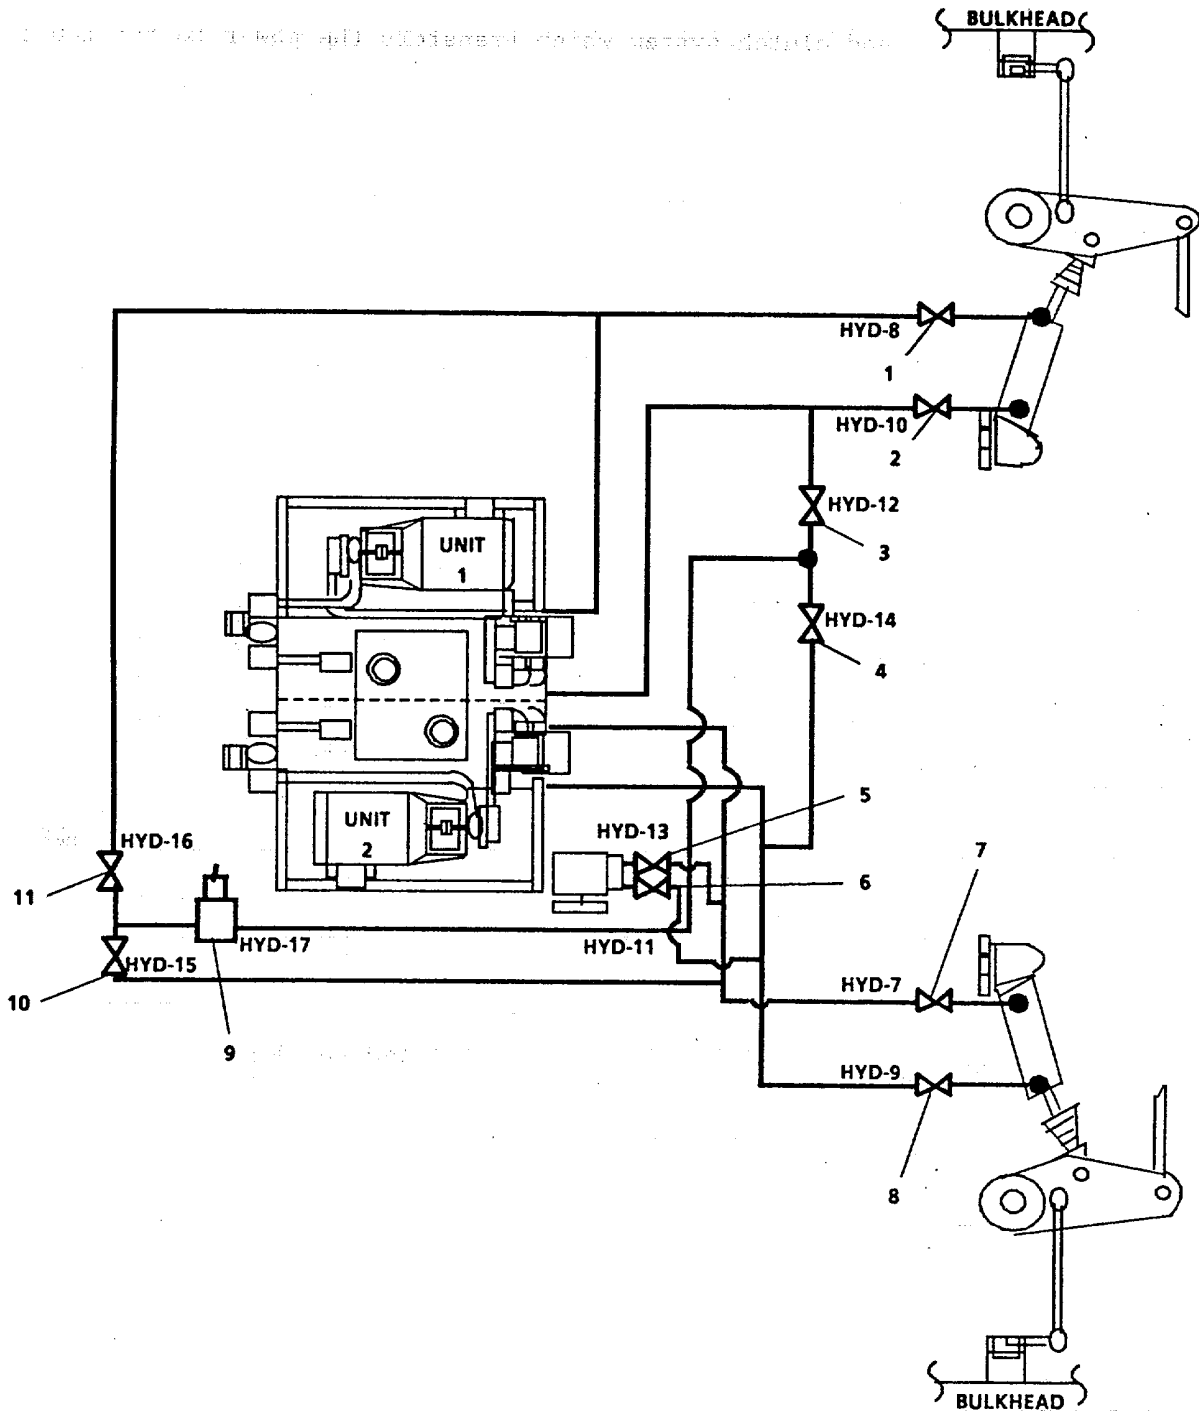 BULKHEAD
HYD-8
1
HYD-10
2
HYD-12
3
UNIT
1
HYD-14
4
5
HYD-13
UNIT
2
7
HYD-16
6
11
HYD-17
HYD-11
HYD-15
HYD-7
10
9
HYD-9
8
BULKHEAD